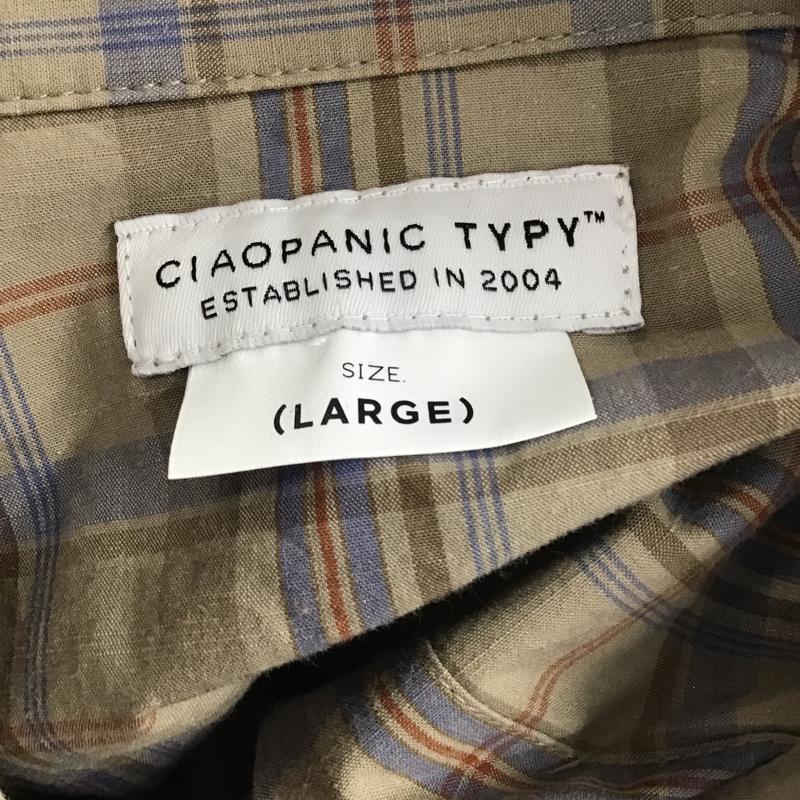 CIAOPANIC TYPY™
ESTABLISHED IN 2004
SIZE.
(LARGE)